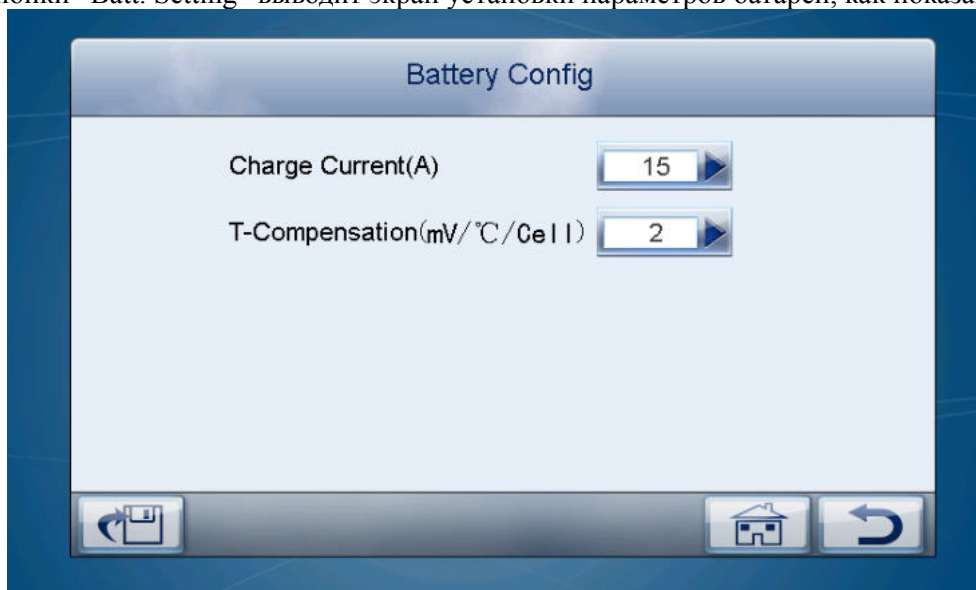 "Batt. Setting" выводит экран установки параметров батареи, как
Battery Config
Charge Current(A) 15
T-Compensation(mV/℃/Cell) 2